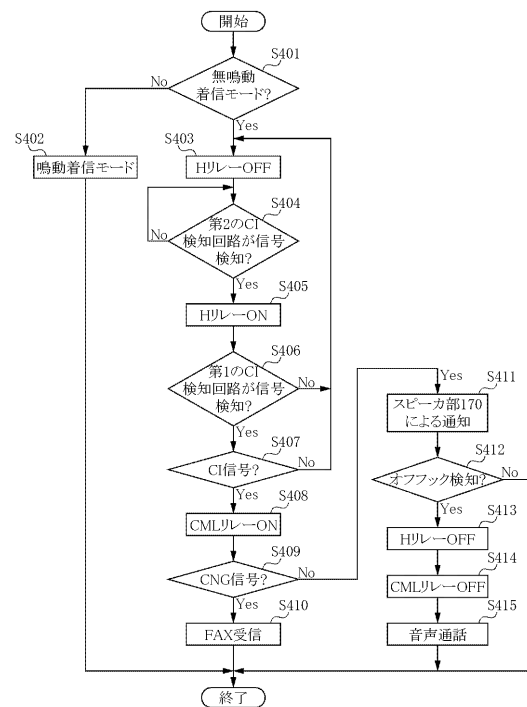 開始
S401
無鳴動
着信モード?
No
Yes
S402
鳴動着信モード
S403
HリレーOFF
S404
第2のCI
検知回路が信号
検知?
No
Yes
S405
HリレーON
S406
第1のCI
検知回路が信号
検知?
No
Yes
S407
CI信号?
No
Yes
S408
CMLリレーON
S409
CNG信号?
No
Yes
S410
FAX受信
Yes
S411
スピーカ部170
による通知
S412
オフフック検知?
No
Yes
S413
HリレーOFF
S414
CMLリレーOFF
S415
音声通話
終了